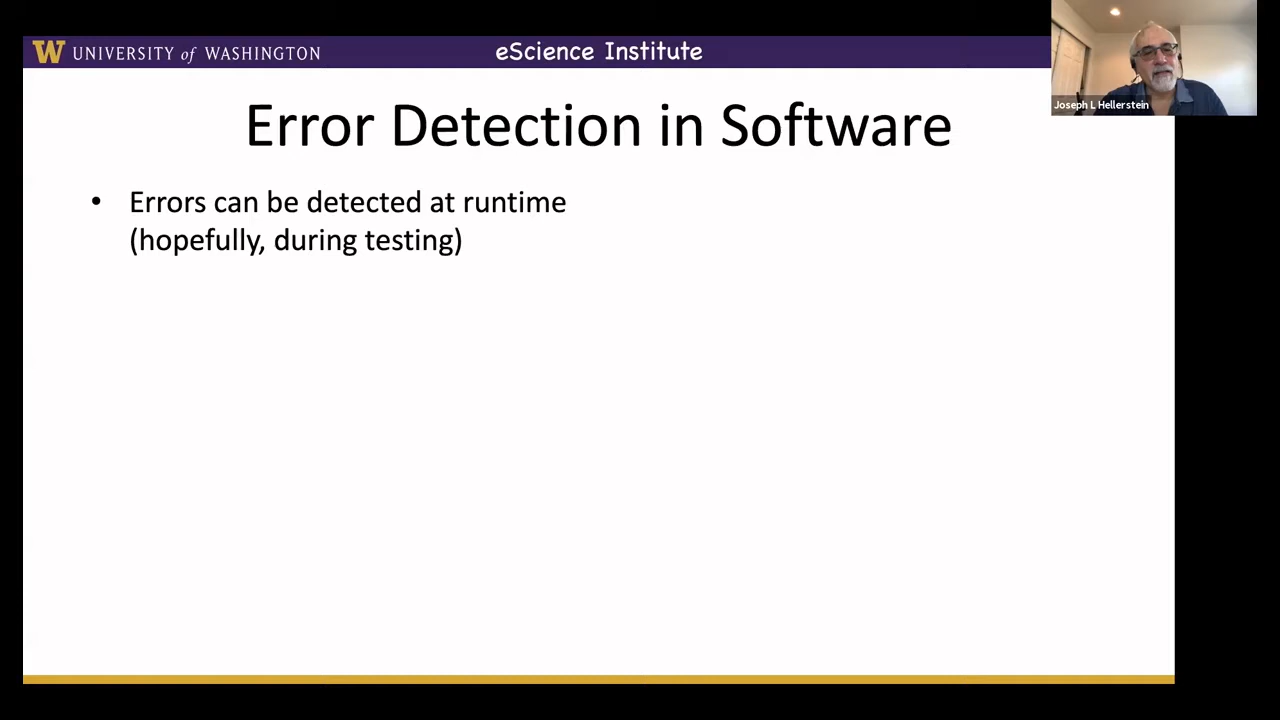 W UNIVERSITY of WASHINGTON
eScience Institute
Joseph L Hellerstein
Error Detection in Software
• Errors can be detected at runtime
(hopefully, during testing)